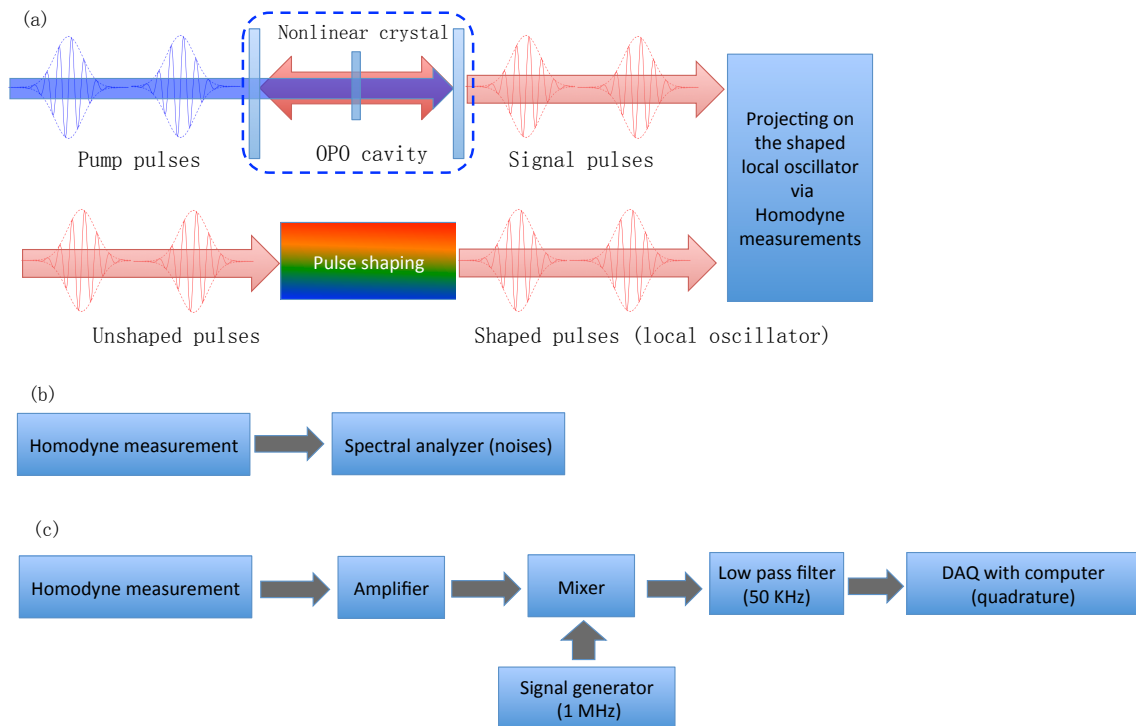 (a)
Nonlinear crystal
Pump pulses
OPO cavity
Signal pulses
Projecting on
the shaped
local oscillator
via
Homodyne
measurements
Pulse shaping
Unshaped pulses
Shaped pulses (local oscillator)
(b)
Homodyne measurement
Spectral analyzer (noises)
(c)
Homodyne measurement
Amplifier
Mixer
Low pass filter
(50 KHz)
DAQ with computer
(quadrature)
Signal generator
(1 MHz)